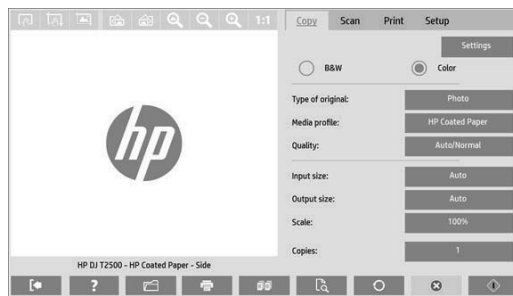 1:1
Copy Scan Print Setup
Settings
B&W Color
Type of original: Photo
Media profile: HP Coated Paper
Quality: Auto/Normal
Input size: Auto
Output size: Auto
Scale: 100%
Copies: 1
hp
HP DJ T2500 - HP Coated Paper - Side
?